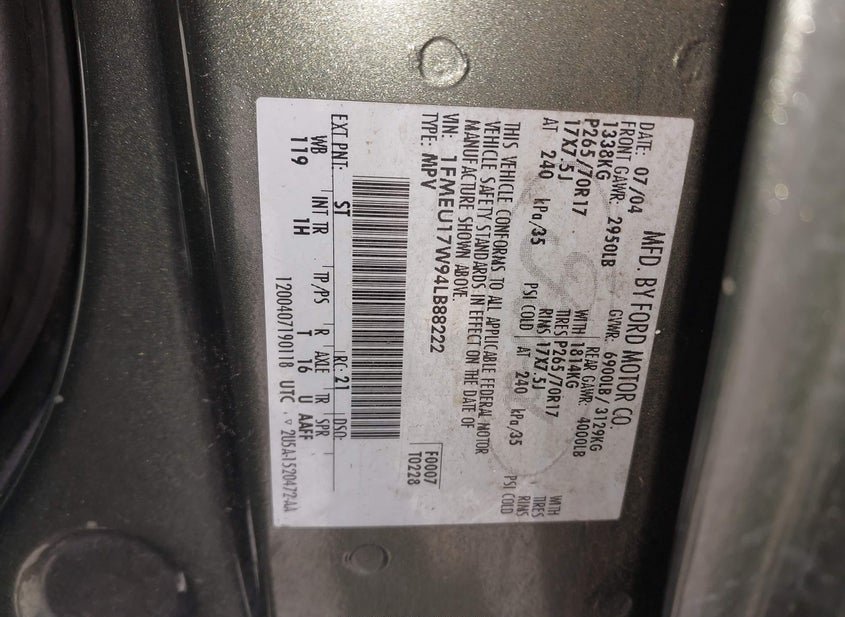 MFD. BY FORD MOTOR CO.
DATE: 07/04 GVWR: 6900LB / 3129KG
FRONT GAWR: 2950LB REAR GAWR: 4000LB
1338KG WITH 1814KG WITH
P265/70R17 TIRES P265/70R17 TIRES
17X7.5J RIMS 17X7.5J RIMS
AT 240 kPa/35 PSI COLD AT 240 kPa/35 PSI COLD
THIS VEHICLE CONFORMS TO ALL APPLICABLE FEDERAL MOTOR
VEHICLE SAFETY STANDARDS IN EFFECT ON THE DATE OF
MANUFACTURE SHOWN ABOVE.
VIN: 1FMEU17W94LB88222 F0007
TYPE: MPV T0228
EXT PNT: ST RC: 21 DSO:
WB INT TR TP/PS R AXLE TR SPR
119 1H T 16 U AAFF
1200407190118 UTC 2U5A-1520472-AA